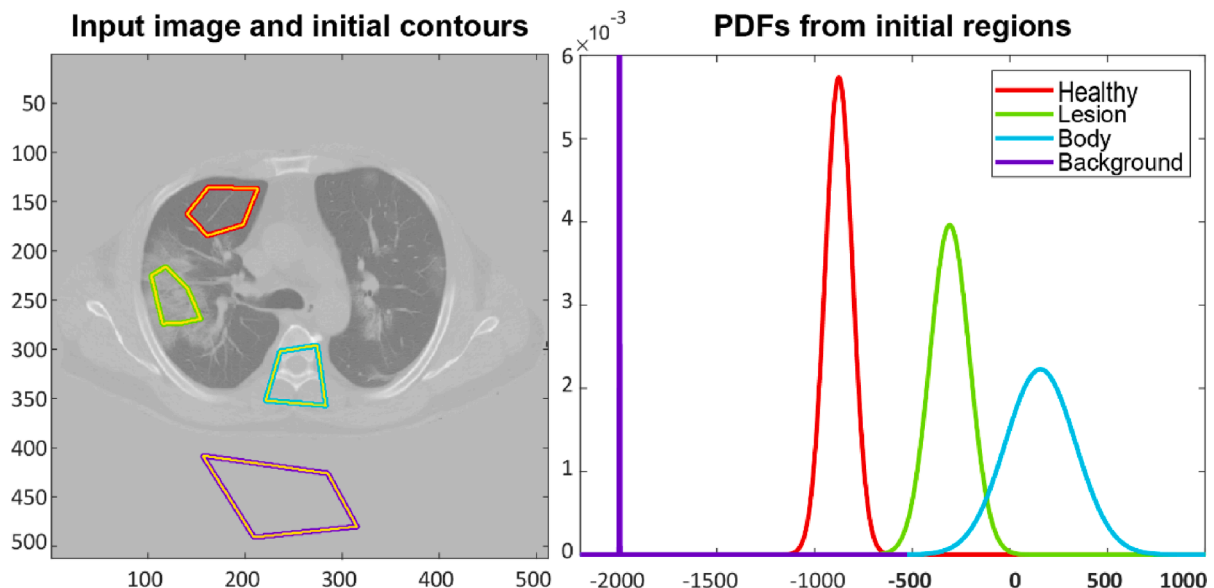 Input image and initial contours
PDFs from initial regions
50
100
150
200
250
300
350
400
450
500
100 200 300 400 500
6 ×10⁻³
5
4
3
2
1
0
-2000 -1000 -500 0 500 1000
Healthy
Lesion
Body
Background